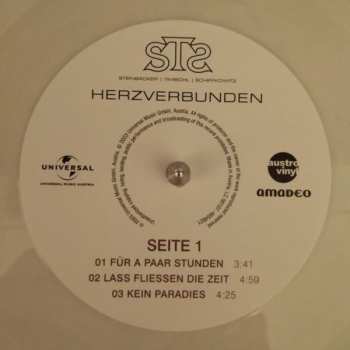 STS
STEINBÄCKER | TIMISCHL | SCHIFFKOWITZ
HERZVERBUNDEN
UNIVERSAL
UNIVERSAL MUSIC AUSTRIA
austro
vinyl
amadeo
SEITE 1
01 FÜR A PAAR STUNDEN 3:41
02 LASS FLIESSEN DIE ZEIT 4:59
03 KEIN PARADIES 4:25